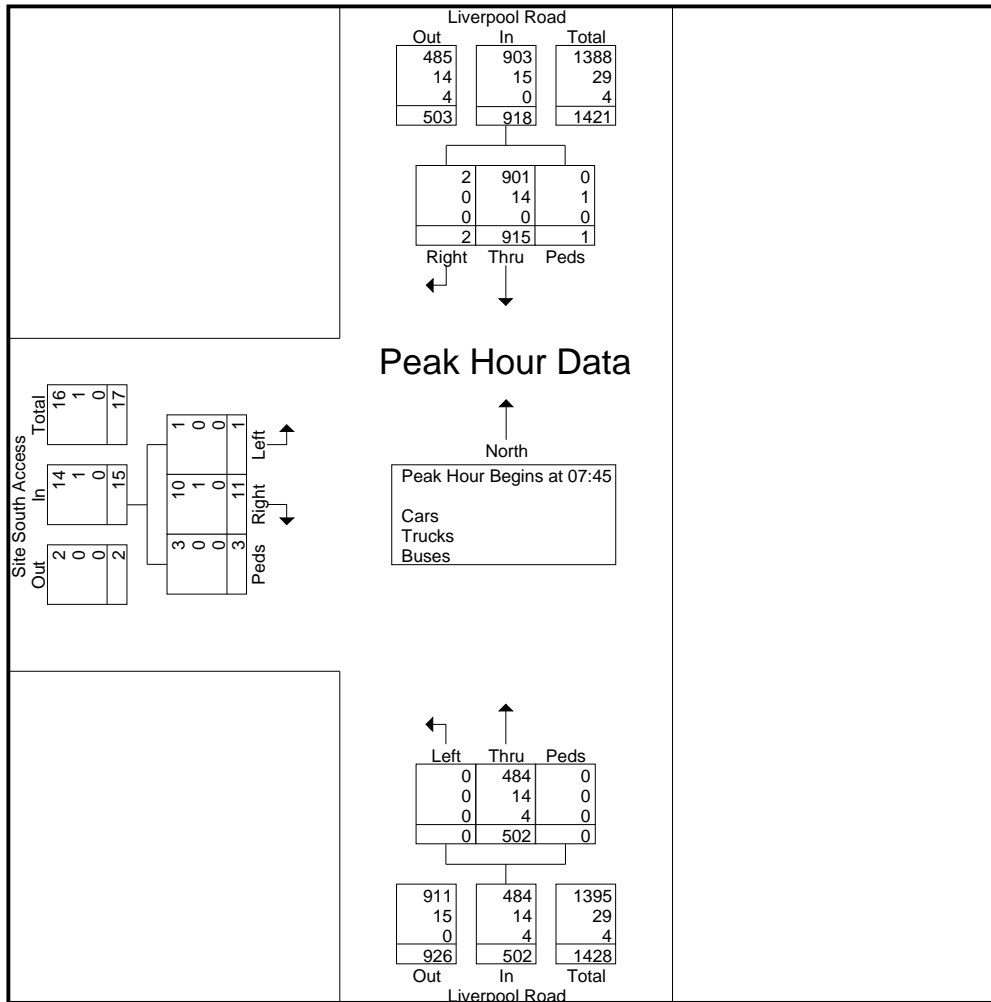 Liverpool Road
Out In Total
485 903 1388
14 15 29
4 0 4
503 918 1421
2 901 0
0 14 1
0 0 0
2 915 1
Right Thru Peds
Peak Hour Data
Site South Access
Out In Total
2 14 16
0 1 1
0 0 0
2 15 17
3 10 1
0 1 0
0 0 0
3 11 1
Peds Right Left
North
Peak Hour Begins at 07:45
Cars
Trucks
Buses
Left Thru Peds
0 484 0
0 14 0
0 4 0
0 502 0
911 484 1395
15 14 29
0 4 4
926 502 1428
Out In Total
Liverpool Road